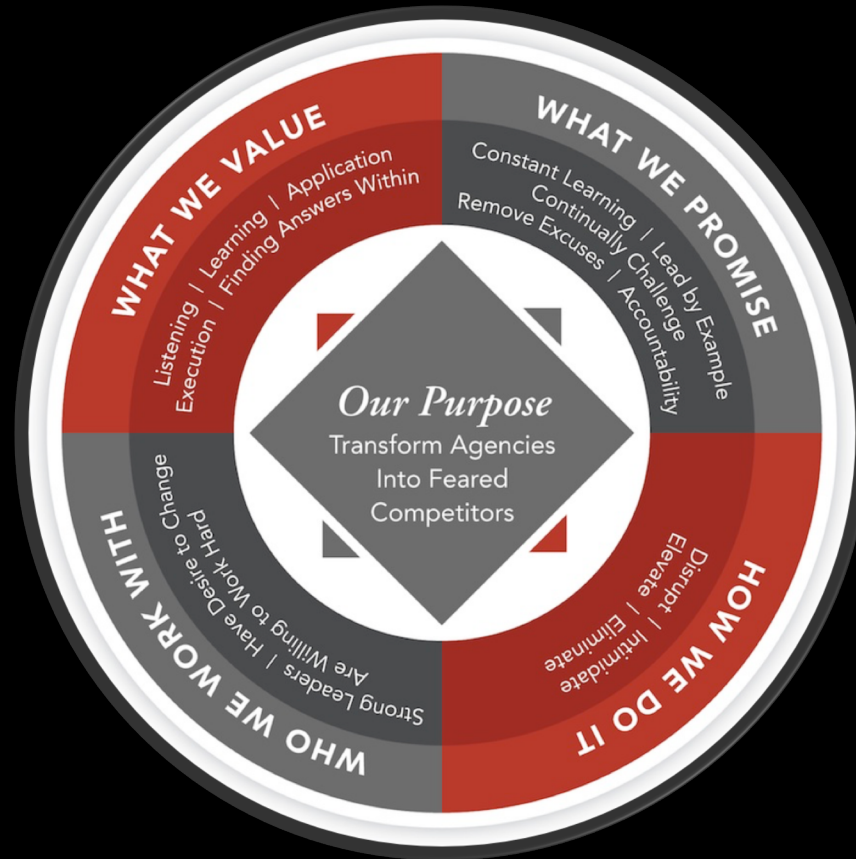 WHAT WE VALUE
Listening | Learning | Application
Execution | Finding Answers Within
WHAT WE PROMISE
Constant Learning | Lead by Example
Continually Challenge
Remove Excuses | Accountability
HOW WE DO IT
Disrupt | Intimidate
Elevate | Eliminate
WHO WE WORK WITH
Strong Leaders | Have Desire to Change
Are Willing to Work Hard
Our Purpose
Transform Agencies
Into Feared
Competitors